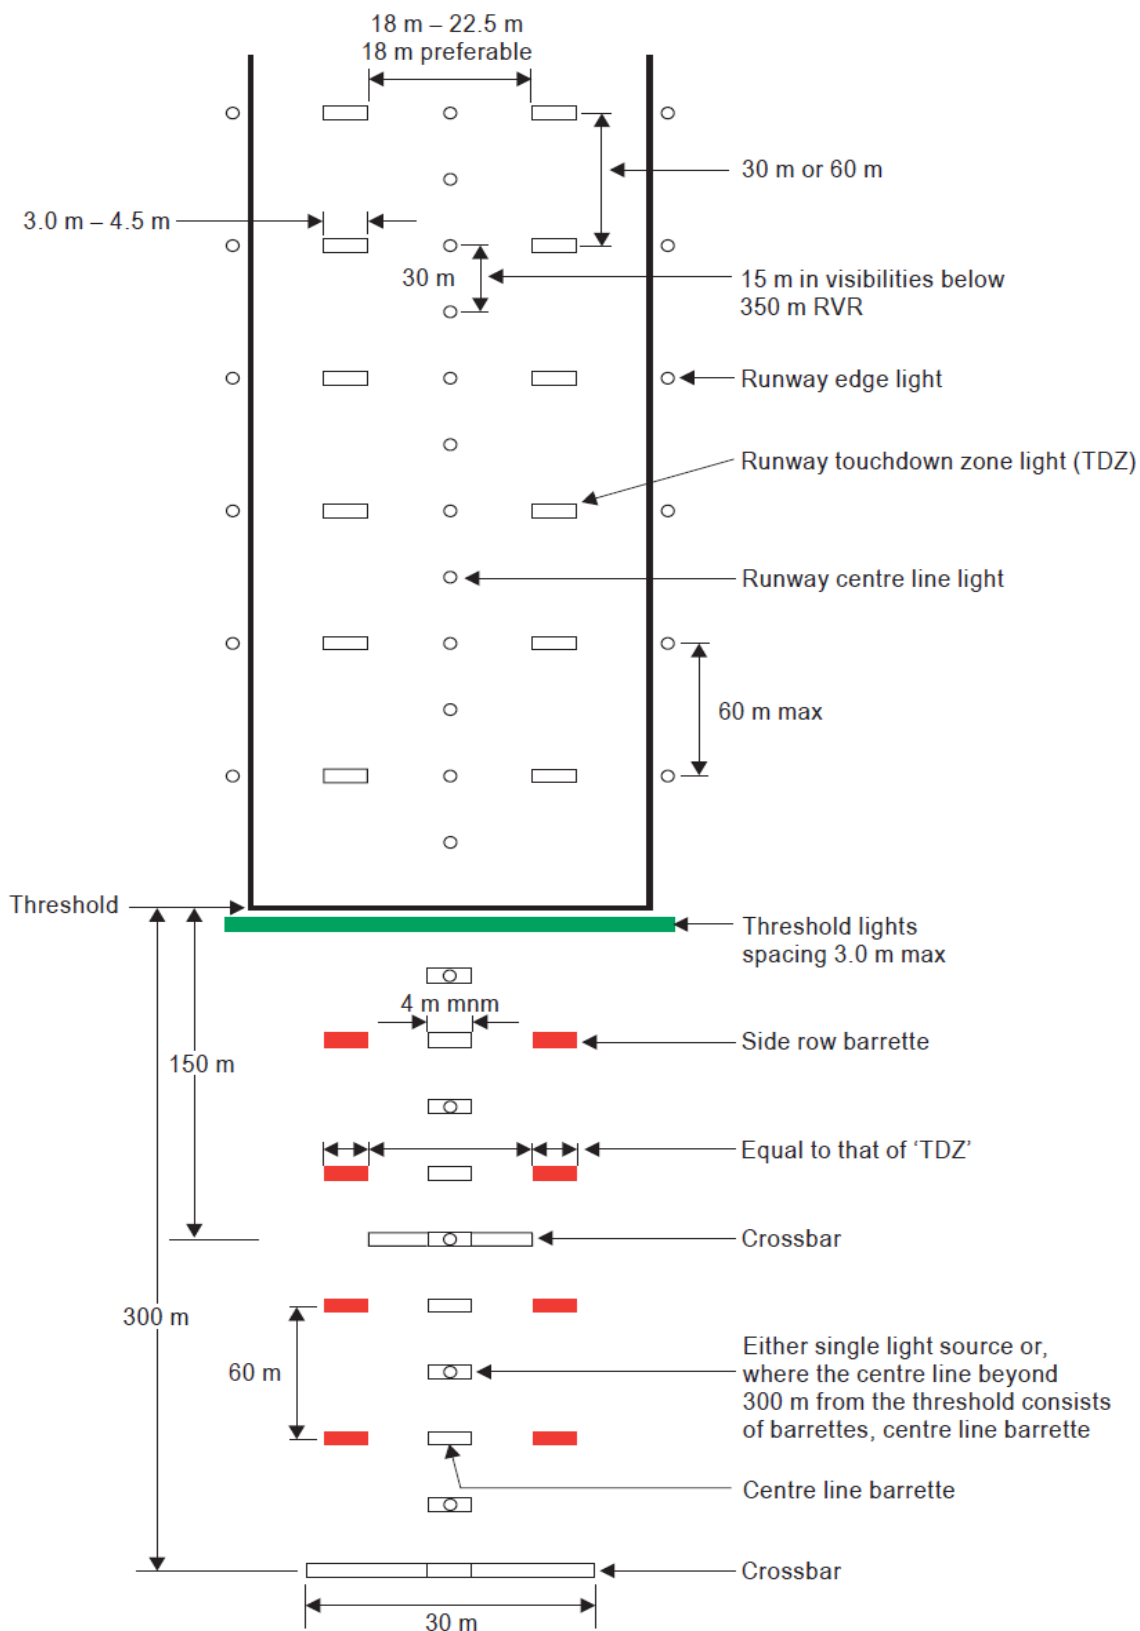 18 m – 22.5 m
18 m preferable
30 m or 60 m
3.0 m – 4.5 m
30 m
15 m in visibilities below
350 m RVR
Runway edge light
Runway touchdown zone light (TDZ)
Runway centre line light
60 m max
Threshold
Threshold lights
spacing 3.0 m max
4 m mnm
Side row barrette
150 m
Equal to that of ‘TDZ’
Crossbar
300 m
60 m
Either single light source or,
where the centre line beyond
300 m from the threshold consists
of barrettes, centre line barrette
Centre line barrette
Crossbar
30 m